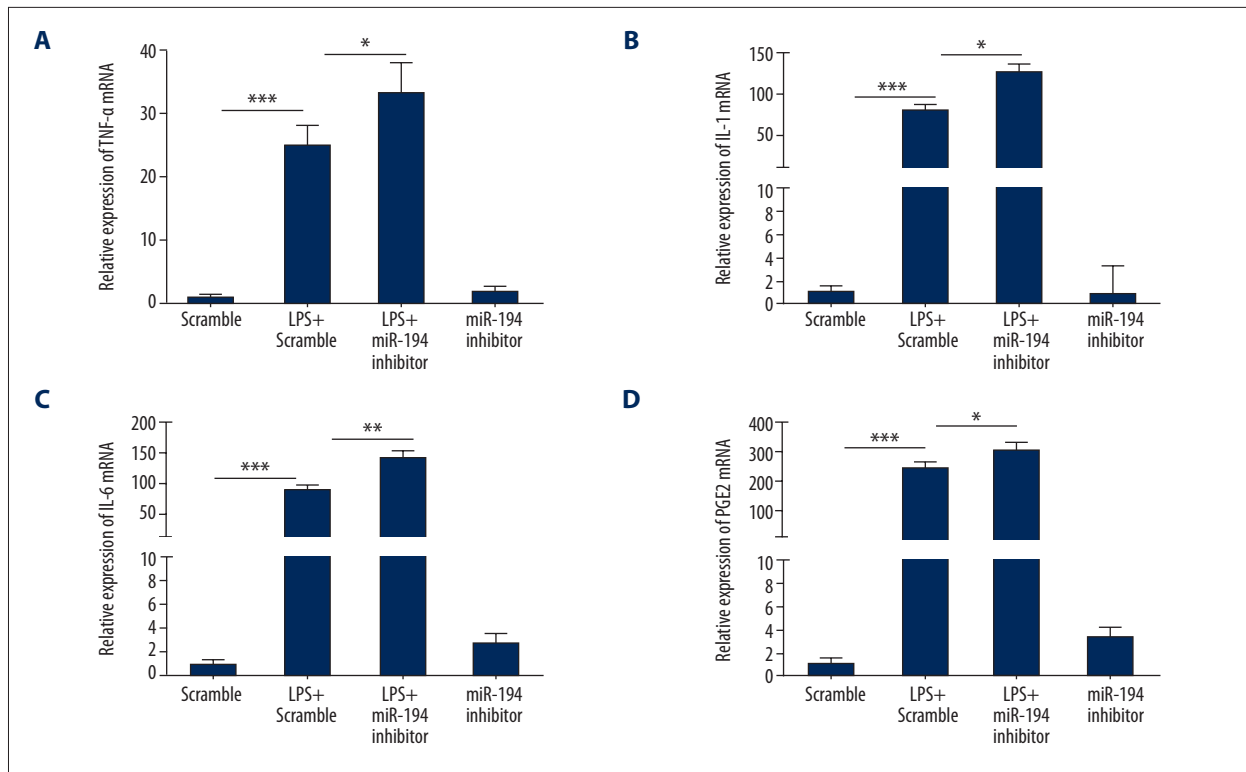 A
Relative expression of TNF-α mRNA
40
30
20
10
0
***
*
Scramble
LPS+
Scramble
LPS+
miR-194
inhibitor
miR-194
inhibitor
B
Relative expression of IL-1 mRNA
150
100
50
10
8
6
4
2
0
***
*
Scramble
LPS+
Scramble
LPS+
miR-194
inhibitor
miR-194
inhibitor
C
Relative expression of IL-6 mRNA
200
150
100
50
10
8
6
4
2
0
***
**
Scramble
LPS+
Scramble
LPS+
miR-194
inhibitor
miR-194
inhibitor
D
Relative expression of PGE2 mRNA
400
300
200
100
10
8
6
4
2
0
***
*
Scramble
LPS+
Scramble
LPS+
miR-194
inhibitor
miR-194
inhibitor